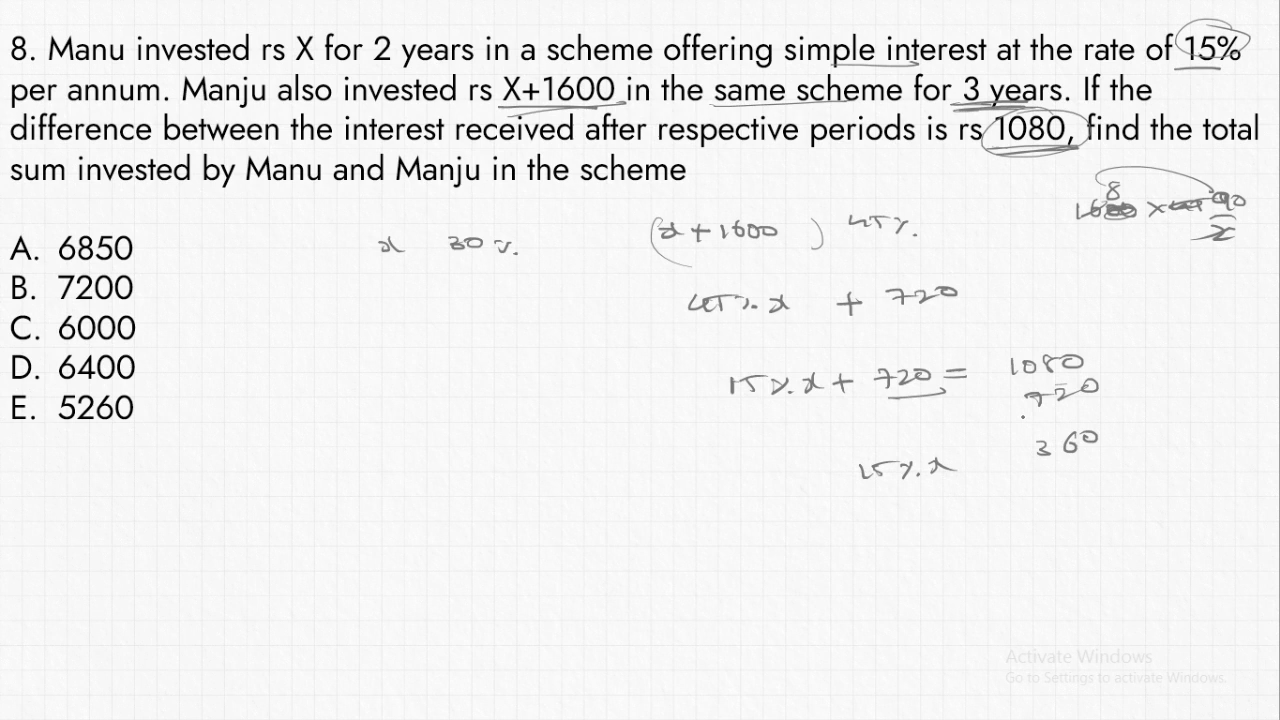 8. Manu invested rs X for 2 years in a scheme offering simple interest at the rate of 15%
per annum. Manju also invested rs X+1600 in the same scheme for 3 years. If the
difference between the interest received after respective periods is rs 1080, find the total
sum invested by Manu and Manju in the scheme
A. 6850
B. 7200
C. 6000
D. 6400
E. 5260
x 30%.
(x+1600) 45%.
45%.x + 720
15%.x + 720 = 1080
720
360
15%.x
8
90
2
Activate Windows
Go to Settings to activate Windows.